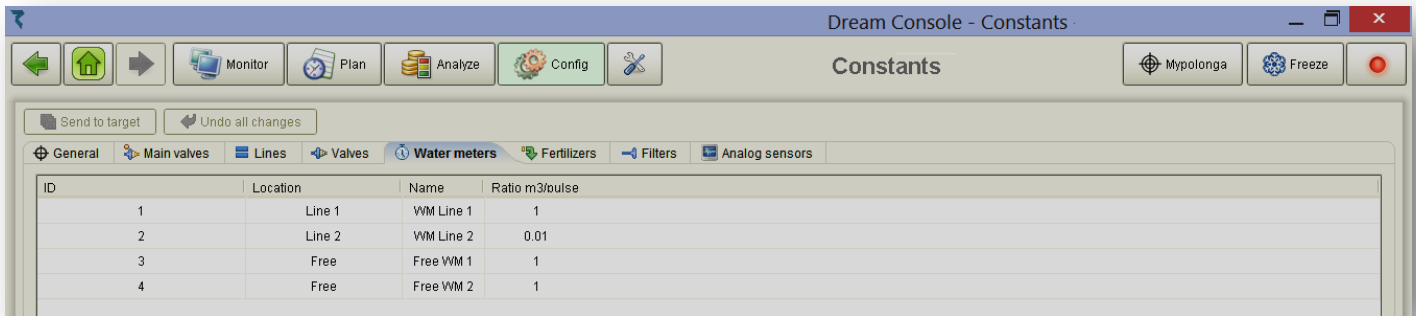 Dream Console - Constants
Monitor Plan Analyze Config Constants Mypolonga Freeze
Send to target Undo all changes
General Main valves Lines Valves Water meters Fertilizers Filters Analog sensors
ID Location Name Ratio m3/pulse
1 Line 1 WM Line 1 1
2 Line 2 WM Line 2 0.01
3 Free Free WM 1 1
4 Free Free WM 2 1